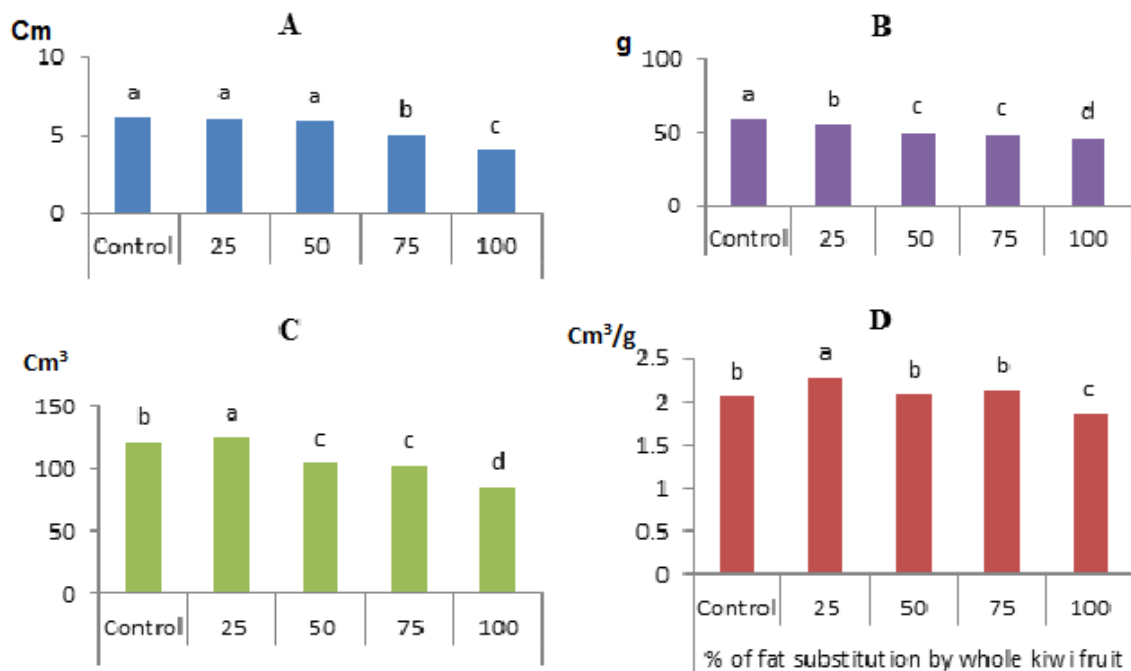 A
Cm
10
5
0
a a a b c
Control 25 50 75 100
B
g
100
50
0
a b c c d
Control 25 50 75 100
C
Cm³
150
100
50
0
b a c c d
Control 25 50 75 100
D
Cm³/g
2.5
2
1.5
1
0.5
0
b a b b c
Control 25 50 75 100
% of fat substitution by whole kiwi fruit